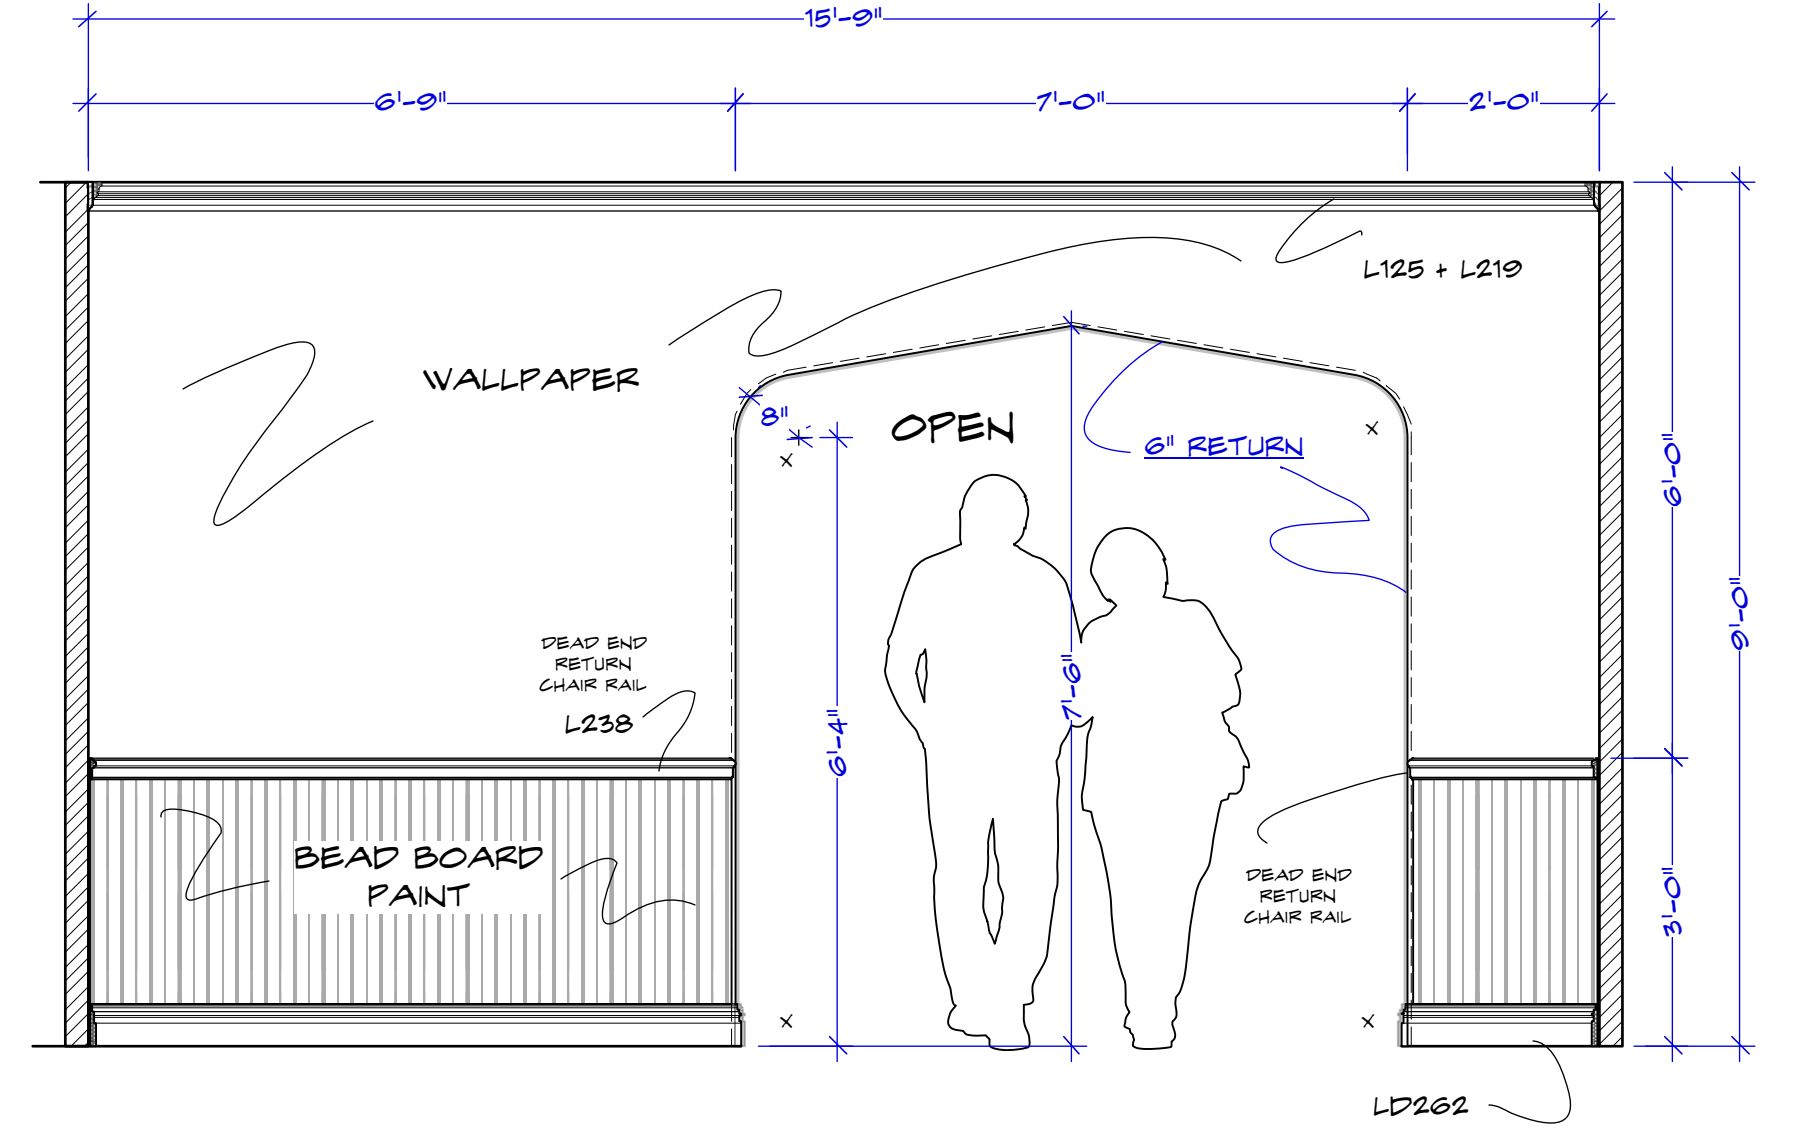 15'-9"
6'-9"
7'-0"
2'-0"
L125 + L219
WALLPAPER
8"
OPEN
6" RETURN
6'-0"
9'-0"
DEAD END
RETURN
CHAIR RAIL
L238
7'-6"
6'-4"
BEAD BOARD
PAINT
DEAD END
RETURN
CHAIR RAIL
3'-0"
LD262